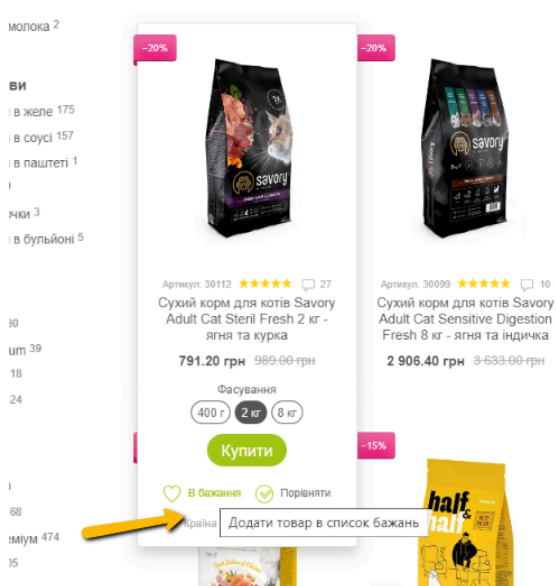 молока 2
ви
в желе 175
в соусі 157
в паштеті 1
чки 3
в бульйоні 5
30
um 39
18
24
68
еміум 474
05
–20%
savory
Артикул: 30112 27
Сухий корм для котів Savory
Adult Cat Steril Fresh 2 кг -
ягня та курка
791.20 грн 989.00 грн
Фасування
400 г 2 кг 8 кг
Купити
В бажання Порівняти
Країна
Додати товар в список бажань
–20%
savory
Артикул: 30099 10
Сухий корм для котів Savory
Adult Cat Sensitive Digestion
Fresh 8 кг - ягня та індичка
2 906.40 грн 3 633.00 грн
–15%
half
&
half